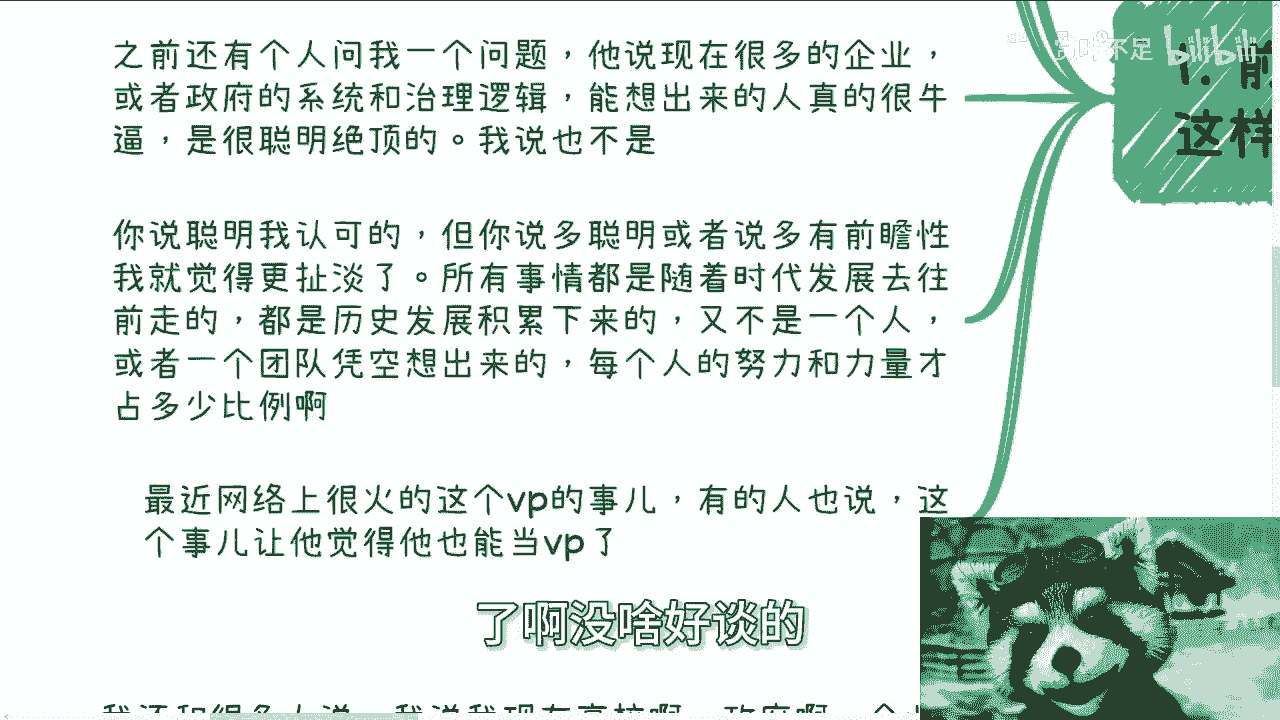 之前还有个人问我一个问题，他说现在很多的企业，
或者政府的系统和治理逻辑，能想出来的人真的很牛
逼，是很聪明绝顶的。我说也不是
你说聪明我认可的，但你说多聪明或者说多有前瞻性
我就觉得更扯淡了。所有事情都是随着时代发展去往
前走的，都是历史发展积累下来的，又不是一个人，
或者一个团队凭空想出来的，每个人的努力和力量才
占多少比例啊
最近网络上很火的这个vp的事儿，有的人也说，这
个事儿让他觉得他也能当vp了
了啊没啥好谈的
1. 前
这样
不足 bilibili